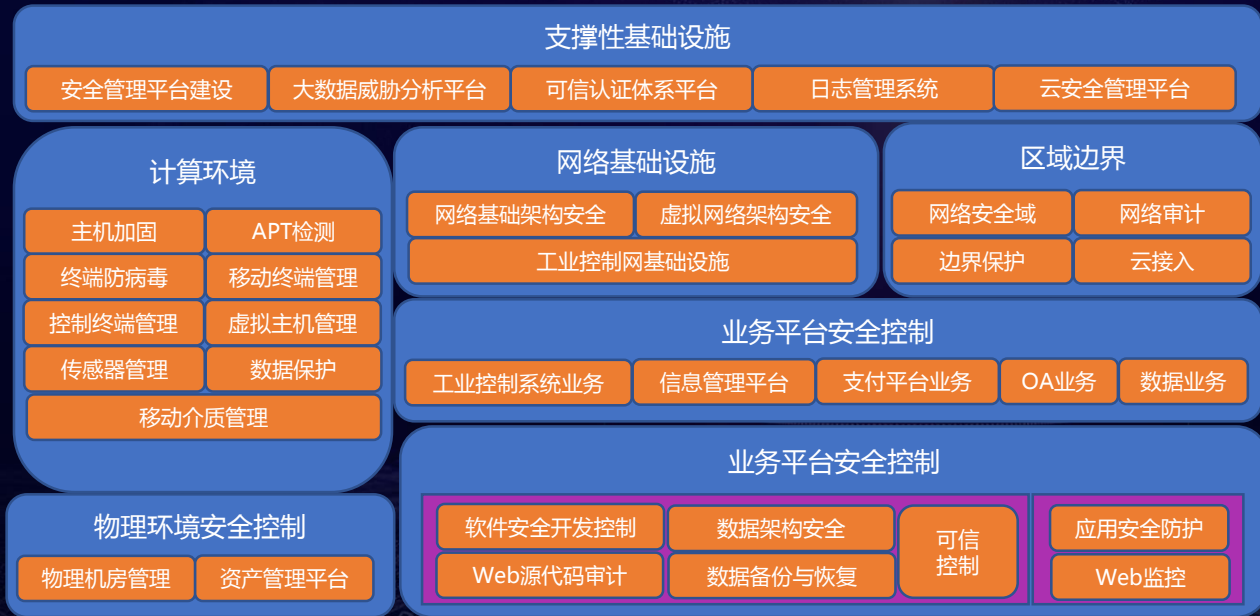 支撑性基础设施
安全管理平台建设
大数据威胁分析平台
可信认证体系平台
日志管理系统
云安全管理平台
计算环境
主机加固
APT检测
终端防病毒
移动终端管理
控制终端管理
虚拟主机管理
传感器管理
数据保护
移动介质管理
网络基础设施
网络基础架构安全
虚拟网络架构安全
工业控制网基础设施
区域边界
网络安全域
网络审计
边界保护
云接入
业务平台安全控制
工业控制系统业务
信息管理平台
支付平台业务
OA业务
数据业务
物理环境安全控制
物理机房管理
资产管理平台
业务平台安全控制
软件安全开发控制
数据架构安全
Web源代码审计
数据备份与恢复
可信
控制
应用安全防护
Web监控